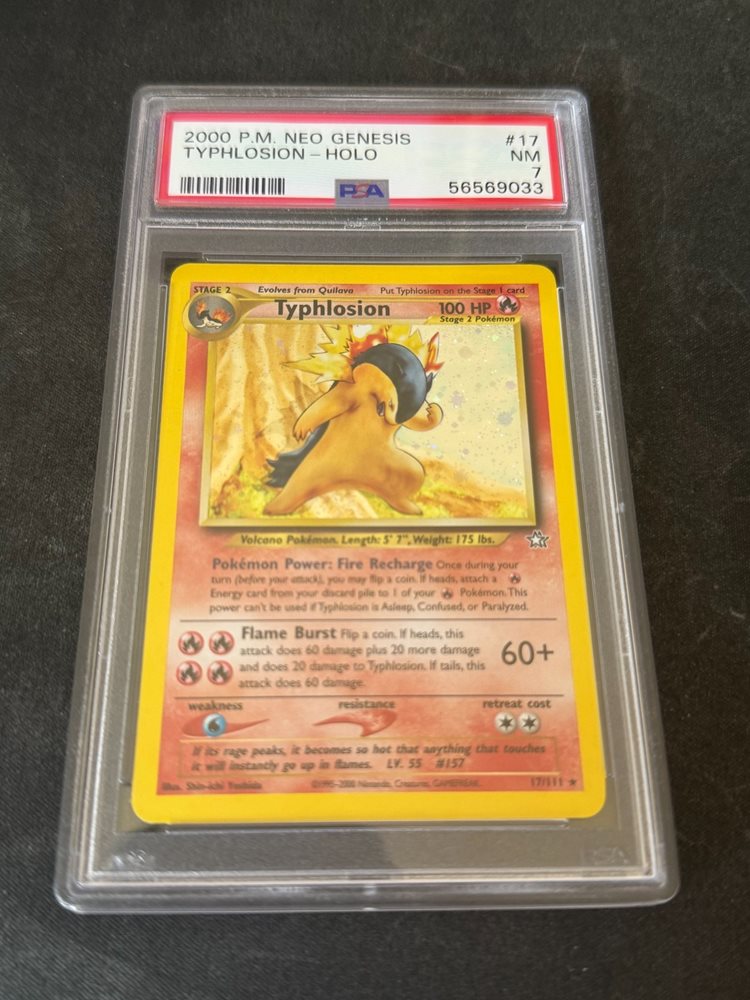 2000 P.M. NEO GENESIS #17
TYPHLOSION - HOLO NM
7
PSA 56569033
STAGE 2 Evolves from Quilava Put Typhlosion on the Stage 1 card
Typhlosion 100 HP
Stage 2 Pokémon
Volcano Pokémon. Length: 5' 7", Weight: 175 lbs.
Pokémon Power: Fire Recharge Once during your
turn (before your attack), you may flip a coin. If heads, attach a
Energy card from your discard pile to 1 of your Pokémon. This
power can't be used if Typhlosion is Asleep, Confused, or Paralyzed.
Flame Burst Flip a coin. If heads, this
attack does 60 damage plus 20 more damage
and does 20 damage to Typhlosion. If tails, this
attack does 60 damage.
60+
weakness resistance retreat cost
If its rage peaks, it becomes so hot that anything that touches
it will instantly go up in flames. LV. 55 #157
Illus. Shin-ichi Yoshida ©1995-2000 Nintendo, Creatures, GAMEFREAK. 17/111 ★